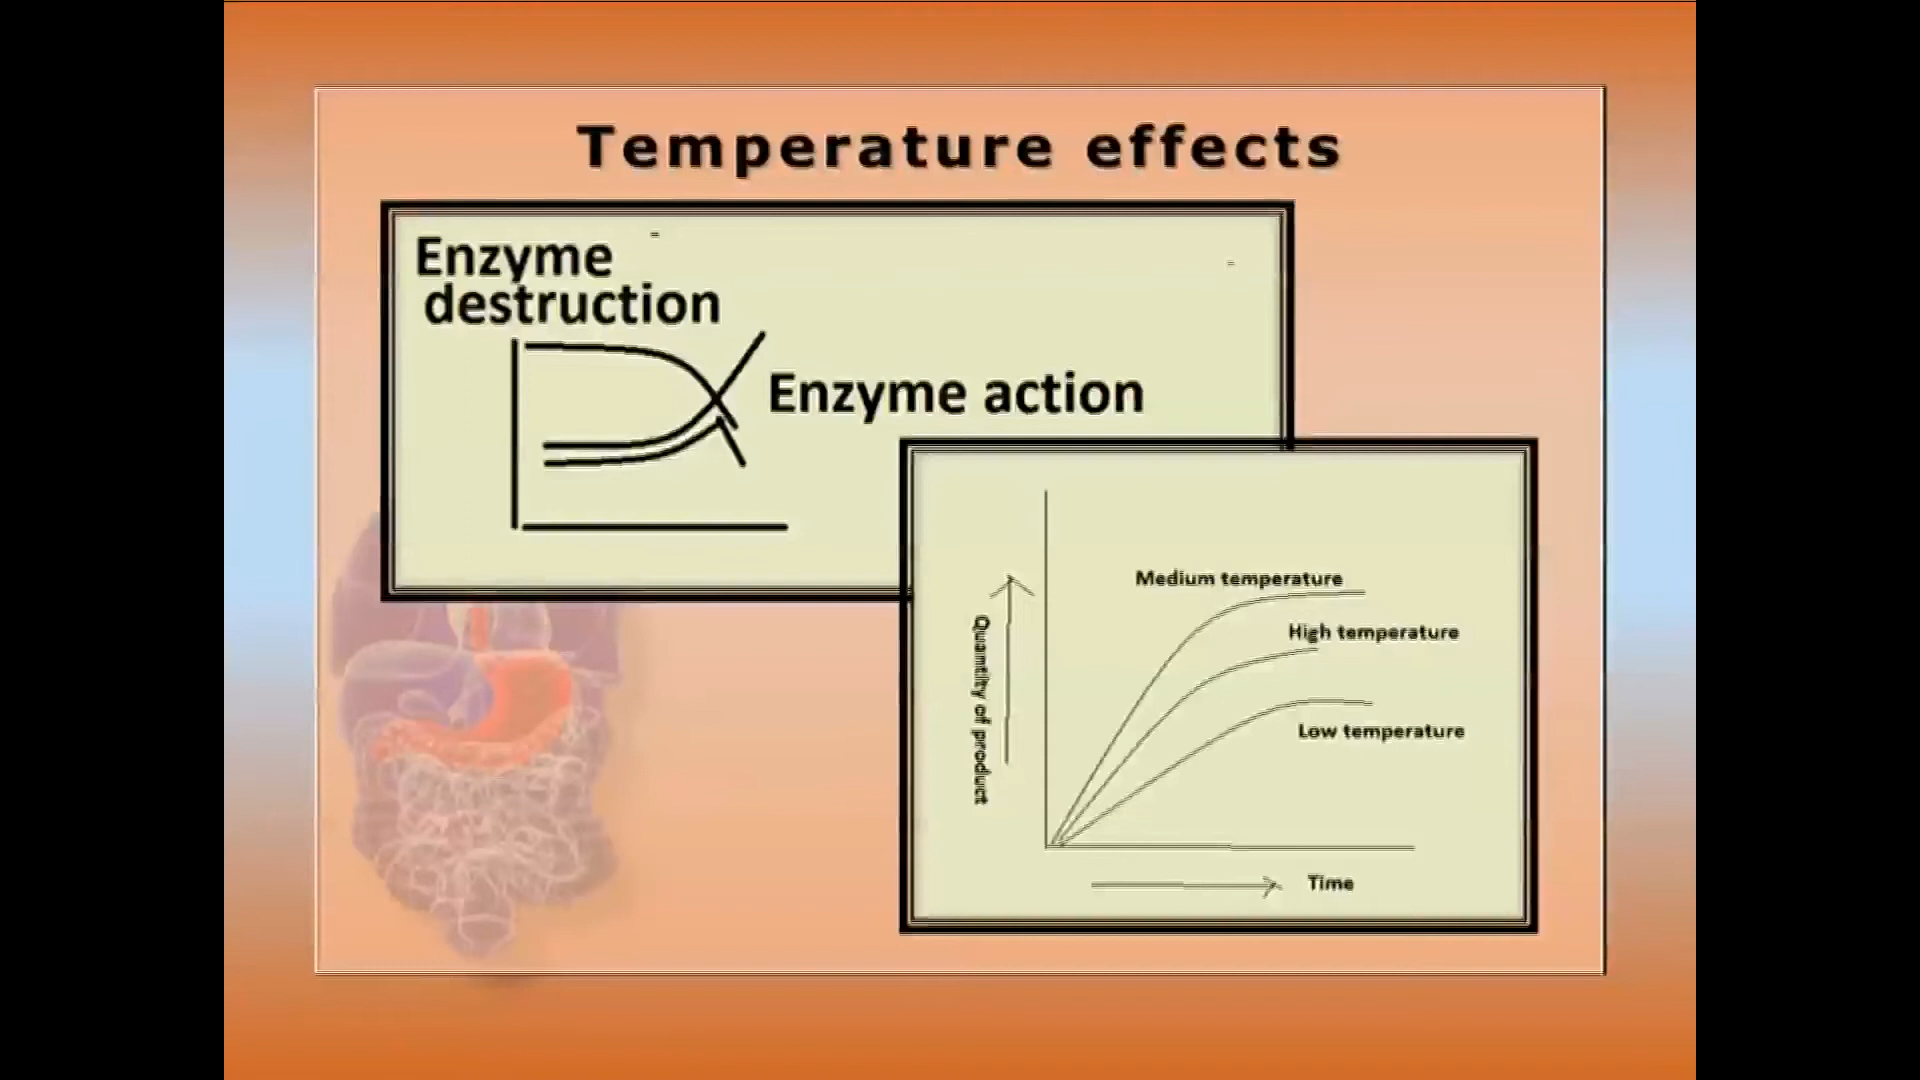 Temperature effects
Enzyme
destruction
Enzyme action
Medium temperature
High temperature
Low temperature
Quantity of product
Time